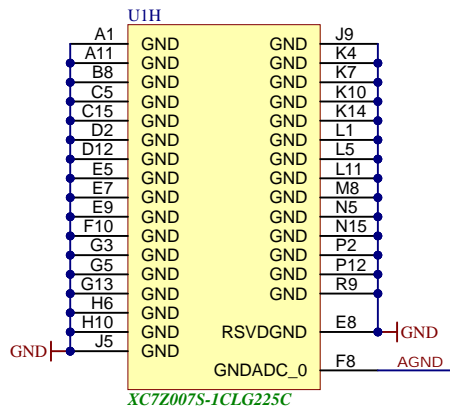 U1H
A1 GND GND J9
A11 GND GND K4
B8 GND GND K7
C5 GND GND K10
C15 GND GND K14
D2 GND GND L1
D12 GND GND L5
E5 GND GND L11
E7 GND GND M8
E9 GND GND N5
F10 GND GND N15
G3 GND GND P2
G5 GND GND P12
G13 GND GND R9
H6 GND
H10 GND RSVDGND E8 GND
GND J5 GND
GNDADC_0 F8 AGND
XC7Z007S-1CLG225C